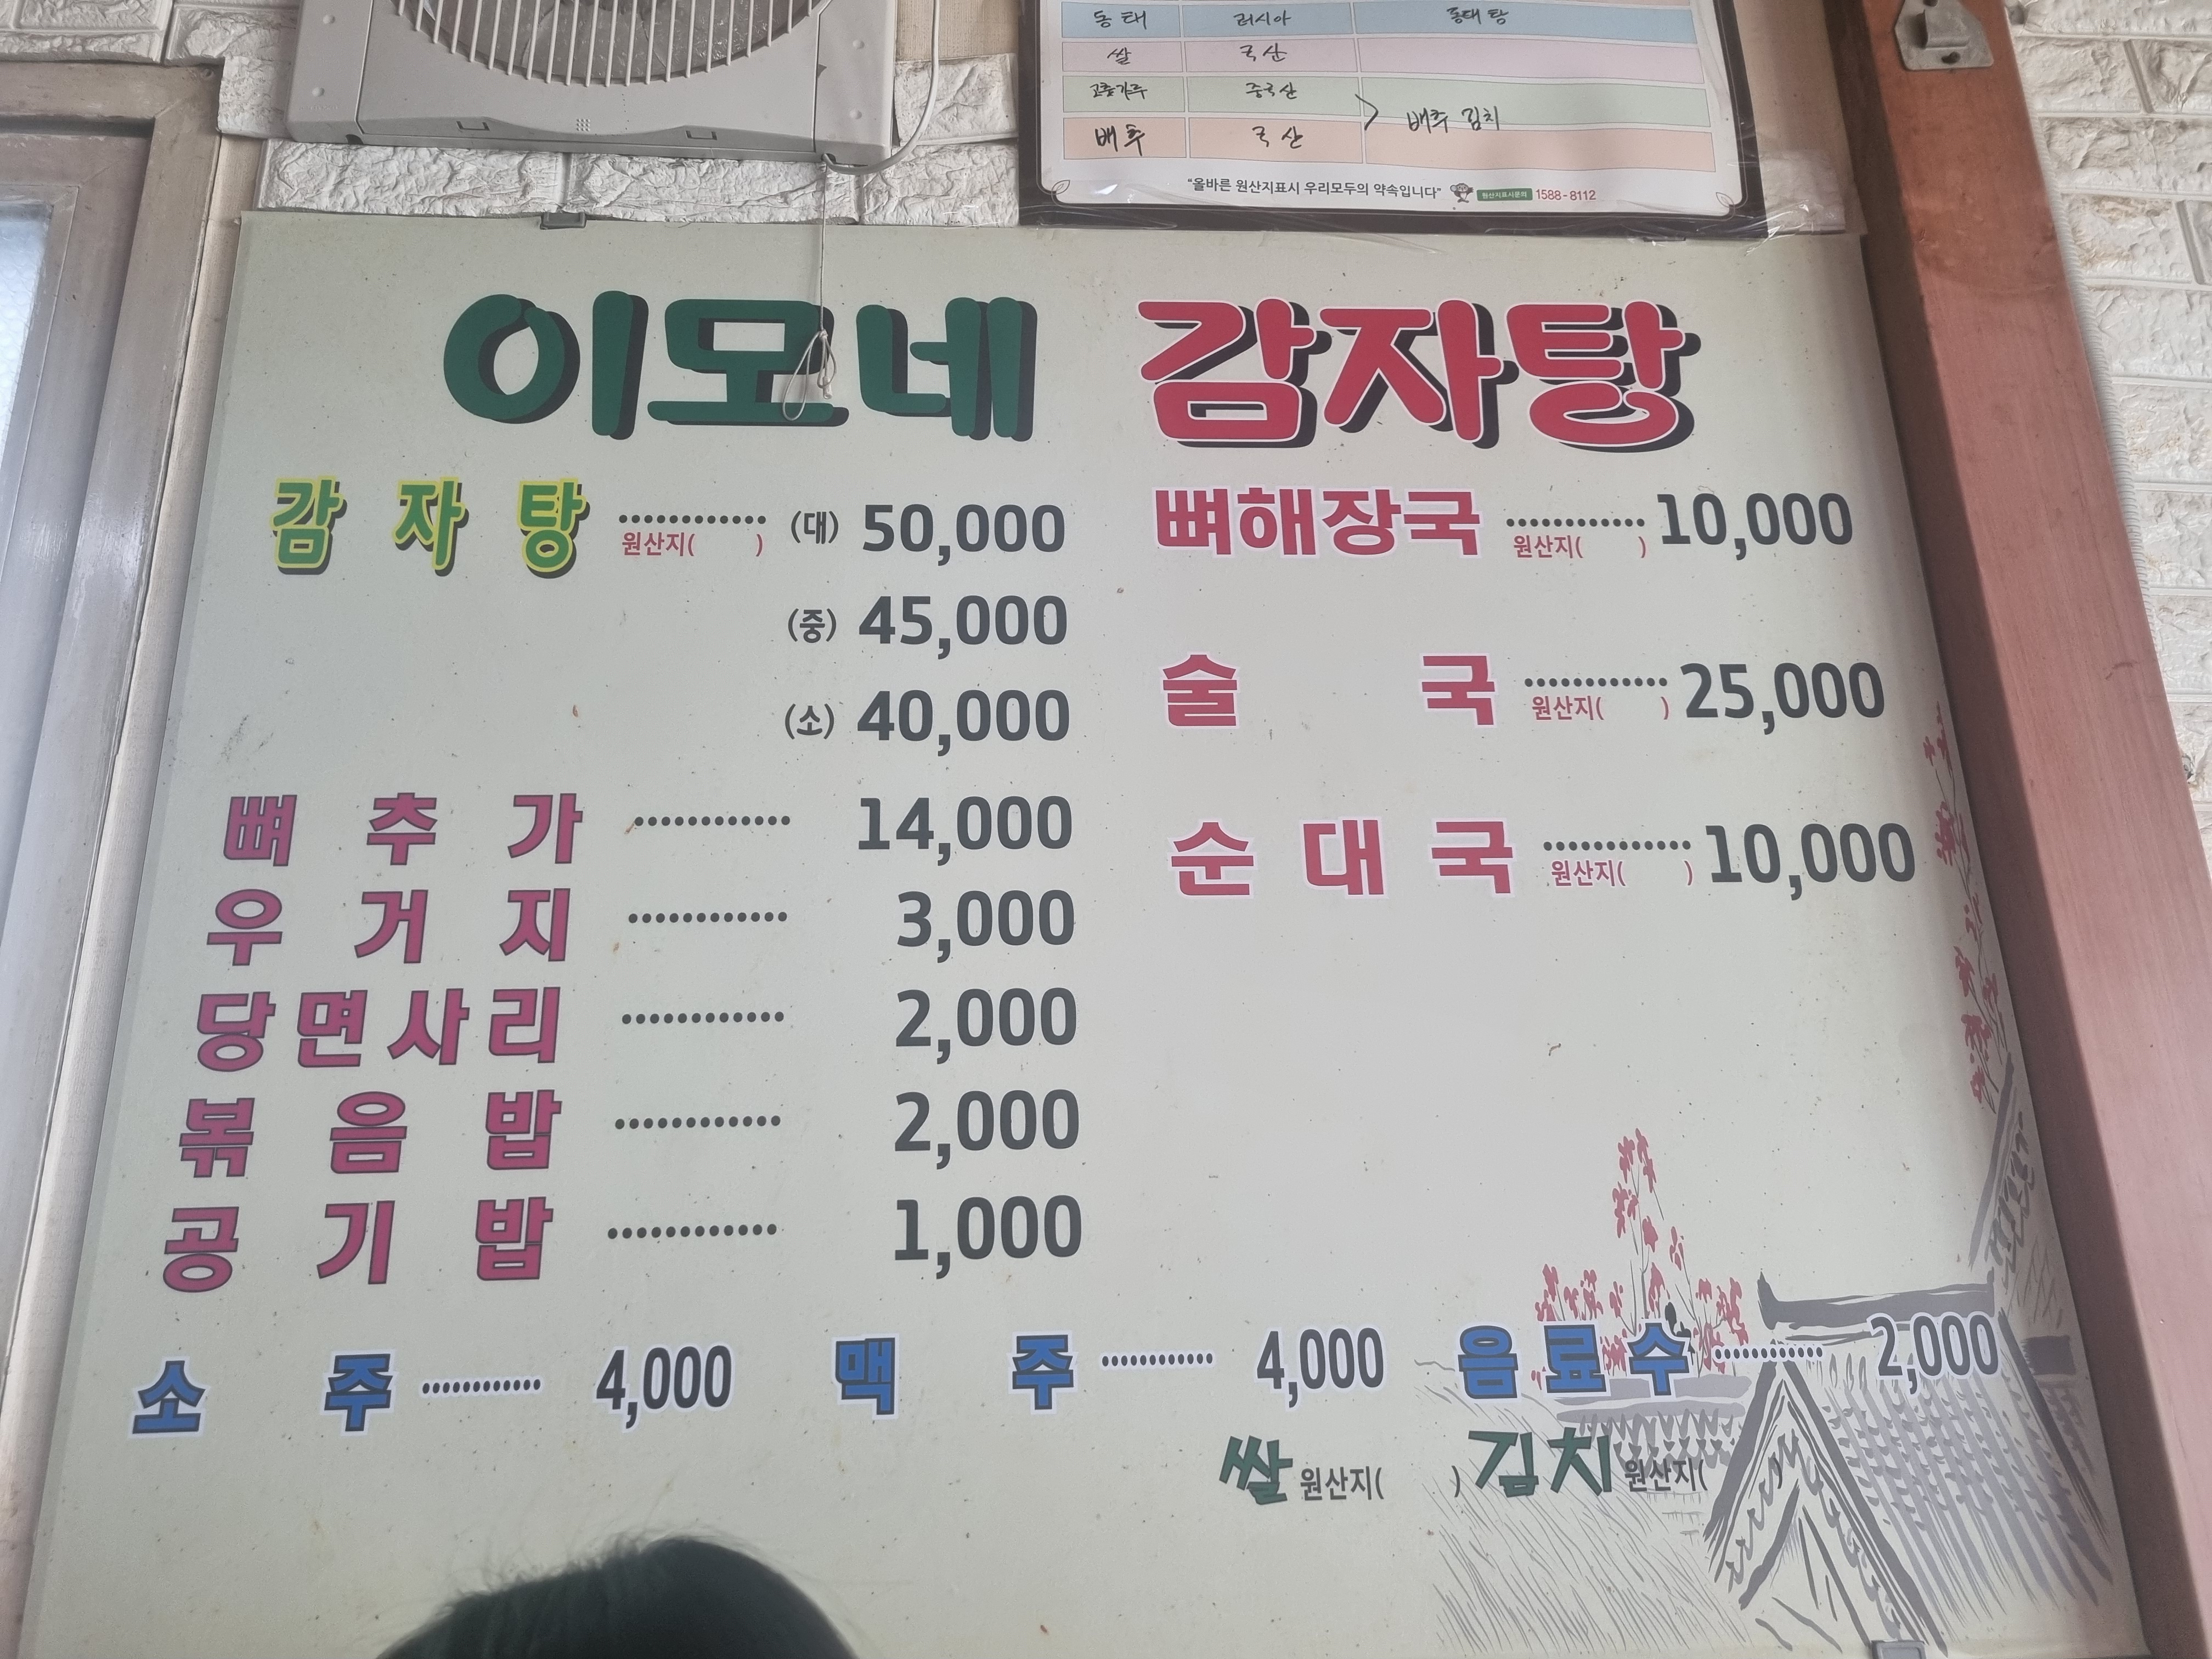 동태 러시아 동태탕
쌀 국산
고춧가루 중국산
배추 국산
배추 김치
"올바른 원산지표시 우리모두의 약속입니다" 원산지표시문의 1588-8112
이모네 감자탕
감자탕 ············ 원산지( ) (대) 50,000
(중) 45,000
(소) 40,000
뼈추가 ············ 14,000
우거지 ············ 3,000
당면사리 ············ 2,000
볶음밥 ············ 2,000
공기밥 ············ 1,000
뼈해장국 ············ 원산지( ) 10,000
술국 ············ 원산지( ) 25,000
순대국 ············ 원산지( ) 10,000
소주 ············ 4,000 맥주 ············ 4,000 음료수 ············ 2,000
쌀 원산지( ) 김치 원산지(